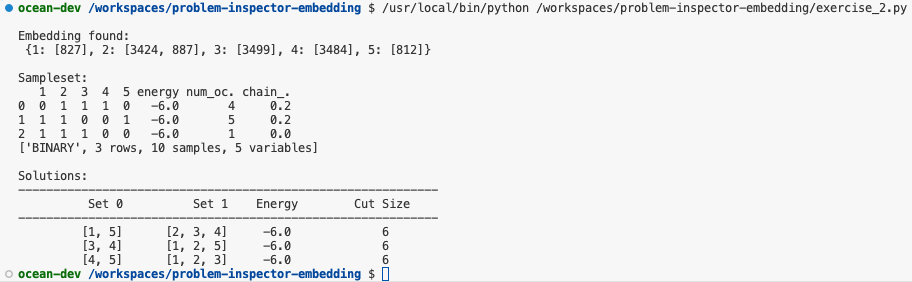 ocean-dev /workspaces/problem-inspector-embedding $ /usr/local/bin/python /workspaces/problem-inspector-embedding/exercise_2.py
Embedding found:
{1: [827], 2: [3424, 887], 3: [3499], 4: [3484], 5: [812]}
Sampleset:
1 2 3 4 5 energy num_oc. chain_.
0 0 1 1 1 0 -6.0 4 0.2
1 1 1 0 0 1 -6.0 5 0.2
2 1 1 1 0 0 -6.0 1 0.0
['BINARY', 3 rows, 10 samples, 5 variables]
Solutions:
------------------------------------------------------------
Set 0 Set 1 Energy Cut Size
------------------------------------------------------------
[1, 5] [2, 3, 4] -6.0 6
[3, 4] [1, 2, 5] -6.0 6
[4, 5] [1, 2, 3] -6.0 6
ocean-dev /workspaces/problem-inspector-embedding $